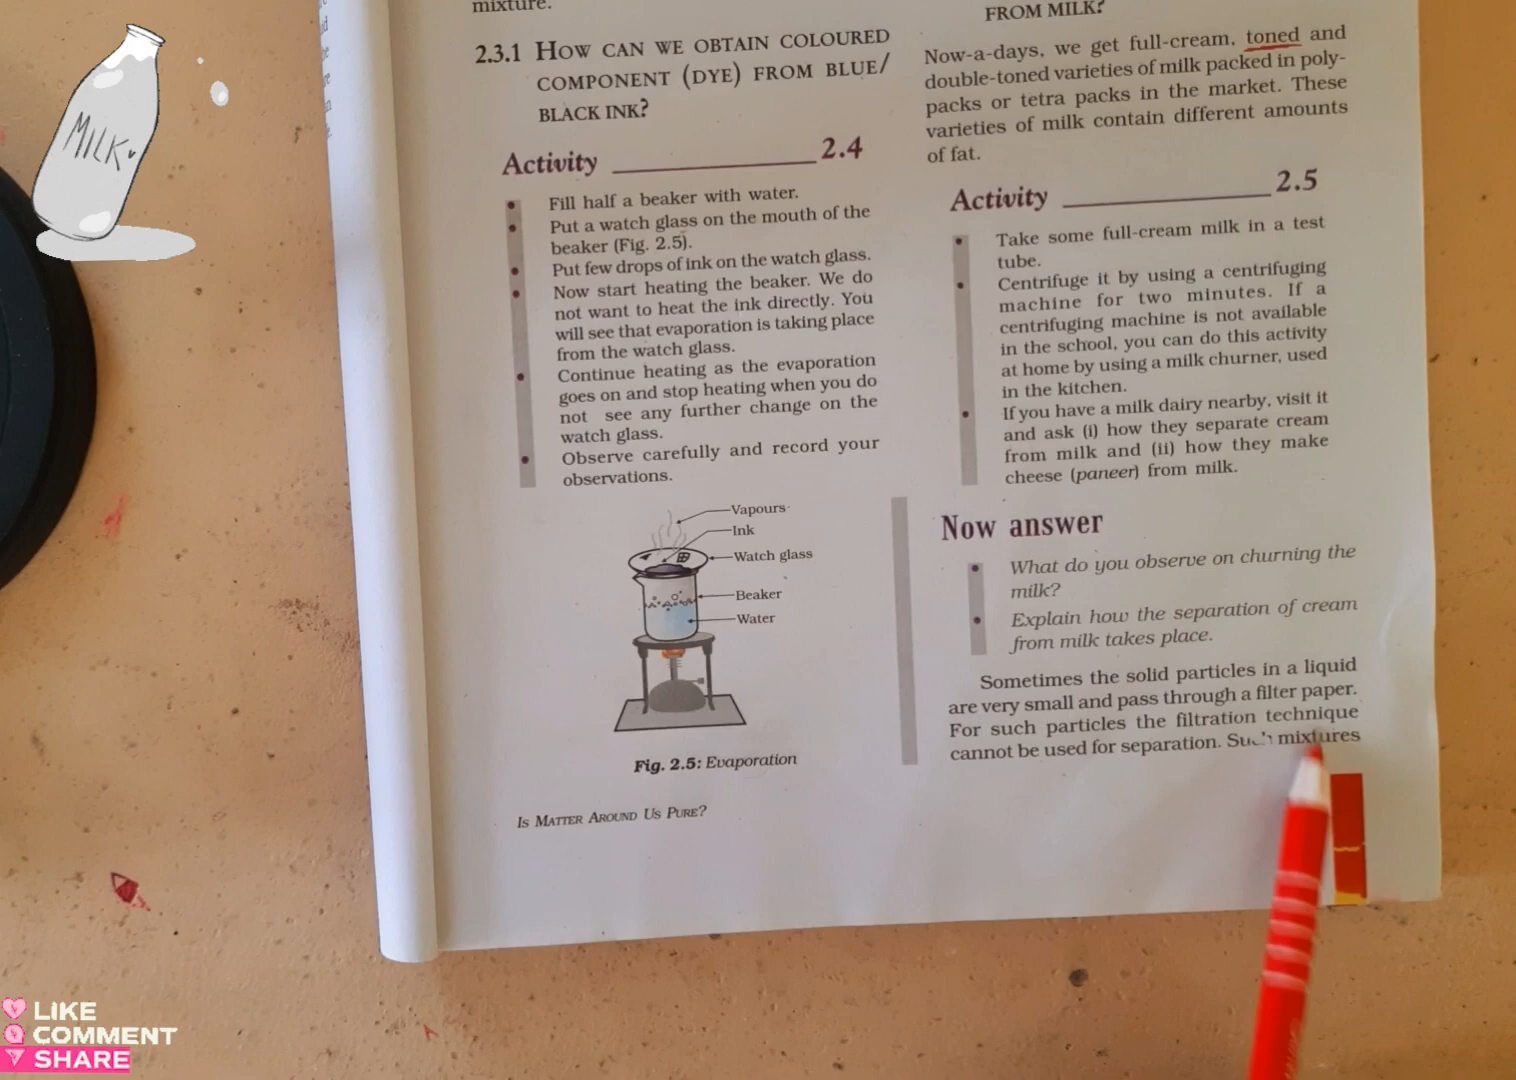 MILK
mixture.
2.3.1 HOW CAN WE OBTAIN COLOURED
COMPONENT (DYE) FROM BLUE/
BLACK INK?
Activity 2.4
• Fill half a beaker with water.
• Put a watch glass on the mouth of the
beaker (Fig. 2.5).
• Put few drops of ink on the watch glass.
• Now start heating the beaker. We do
not want to heat the ink directly. You
will see that evaporation is taking place
from the watch glass.
• Continue heating as the evaporation
goes on and stop heating when you do
not see any further change on the
watch glass.
• Observe carefully and record your
observations.
Vapours
Ink
Watch glass
Beaker
Water
Fig. 2.5: Evaporation
IS MATTER AROUND US PURE?
FROM MILK?
Now-a-days, we get full-cream, toned and
double-toned varieties of milk packed in poly-
packs or tetra packs in the market. These
varieties of milk contain different amounts
of fat.
Activity 2.5
• Take some full-cream milk in a test
tube.
• Centrifuge it by using a centrifuging
machine for two minutes. If a
centrifuging machine is not available
in the school, you can do this activity
at home by using a milk churner, used
in the kitchen.
• If you have a milk dairy nearby, visit it
and ask (i) how they separate cream
from milk and (ii) how they make
cheese (paneer) from milk.
Now answer
• What do you observe on churning the
milk?
• Explain how the separation of cream
from milk takes place.
Sometimes the solid particles in a liquid
are very small and pass through a filter paper.
For such particles the filtration technique
cannot be used for separation. Such mixtures
LIKE
COMMENT
SHARE